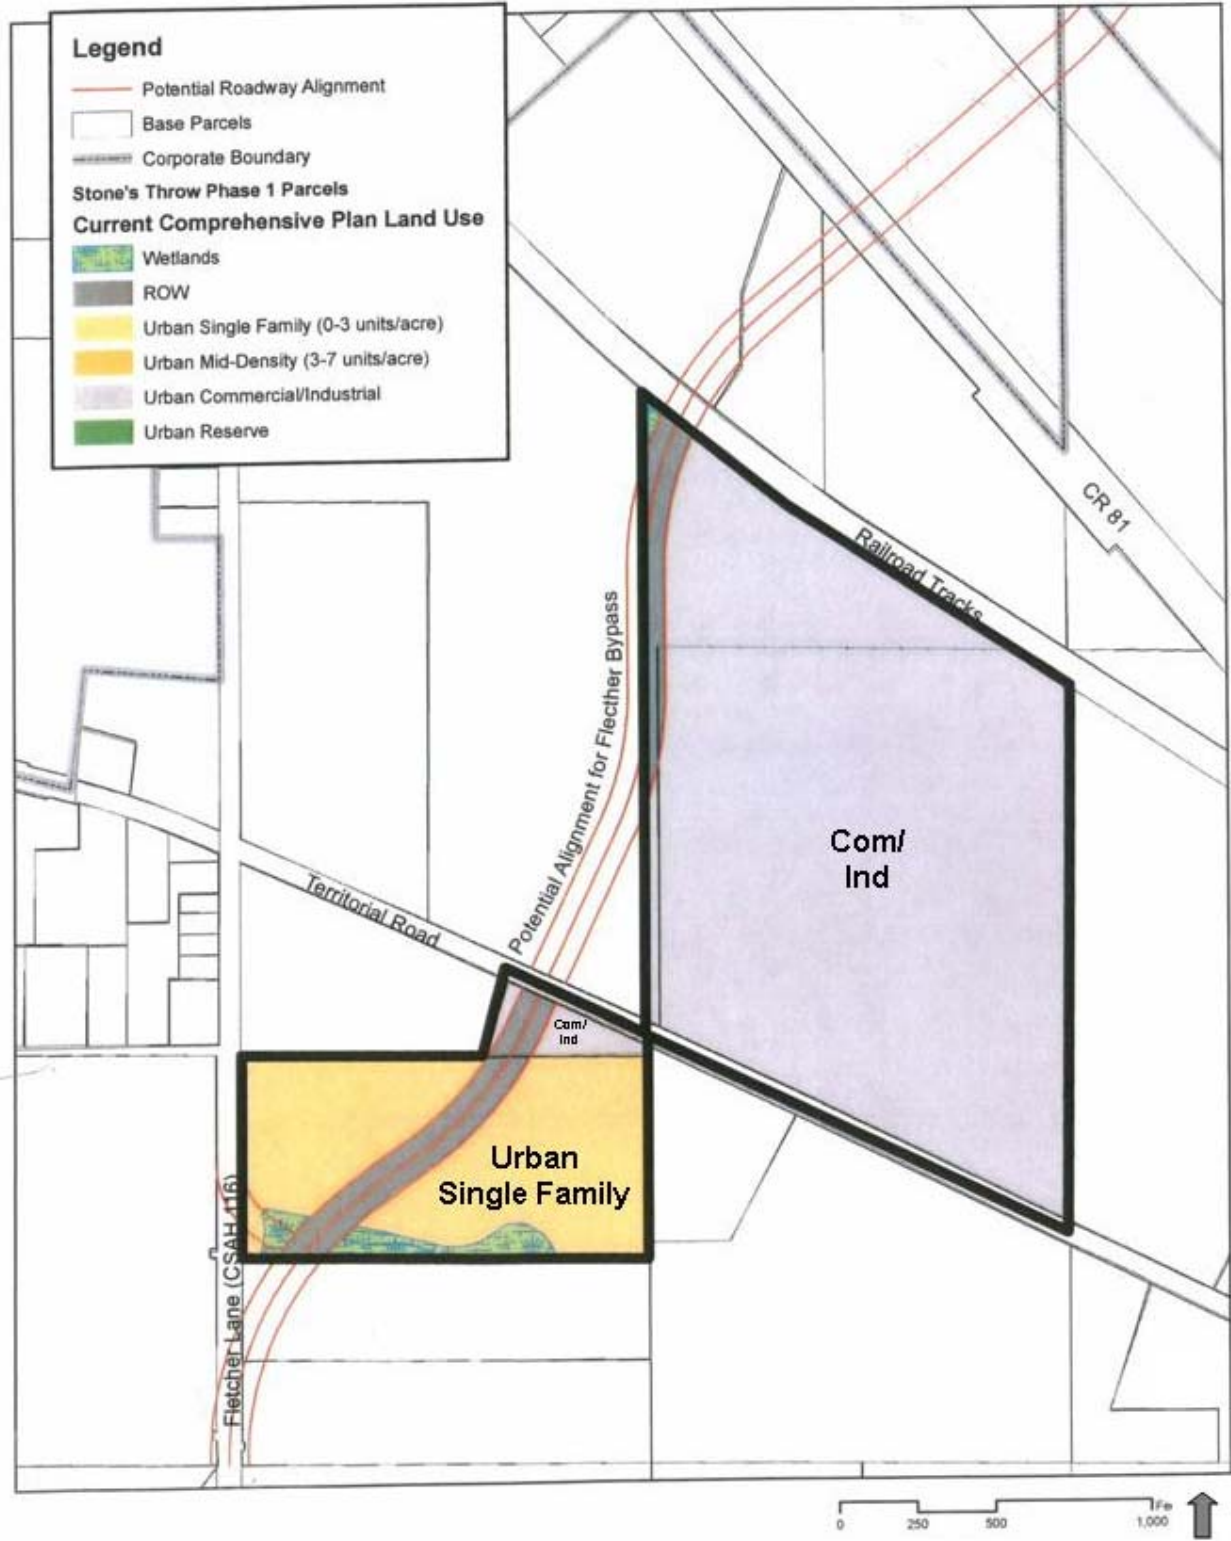 Legend
Potential Roadway Alignment
Base Parcels
Corporate Boundary
Stone's Throw Phase 1 Parcels
Current Comprehensive Plan Land Use
Wetlands
ROW
Urban Single Family (0-3 units/acre)
Urban Mid-Density (3-7 units/acre)
Urban Commercial/Industrial
Urban Reserve
CR 81
Railroad Tracks
Potential Alignment for Flecther Bypass
Com/
Ind
Territorial Road
Com/
Ind
Urban
Single Family
Fletcher Lane (CSAH 116)
0 250 500 1,000
Fe